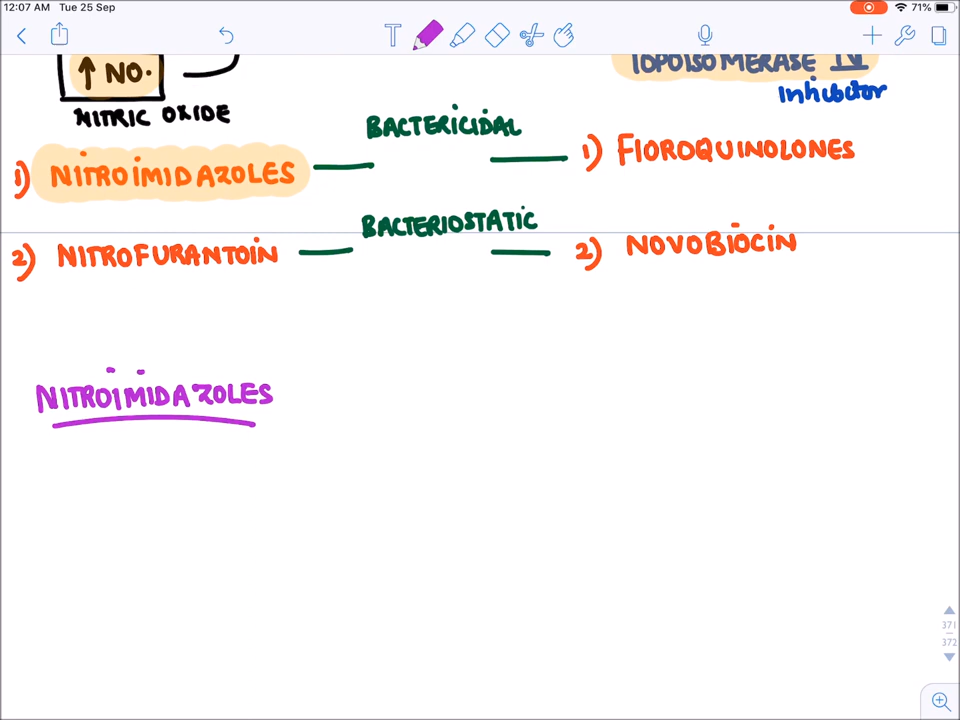 12:07 AM Tue 25 Sep
71%
T
↑ NO·
TOPOISOMERASE IV
Inhibitor
NITRIC OXIDE
BACTERICIDAL
1) NITROIMIDAZOLES
1) FlOROQUINOLONES
BACTERIOSTATIC
2) NITROFURANTOIN
2) NOVOBIOCIN
NITROIMIDAZOLES
371
372